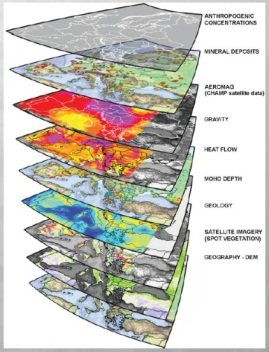 ANTHROPOGENIC
CONCENTRATIONS
MINERAL DEPOSITS
AEROMAG
(CHAMP satellite data)
GRAVITY
HEAT FLOW
MOHO DEPTH
GEOLOGY
SATELLITE IMAGERY
(SPOT VEGETATION)
GEOGRAPHY - DEM